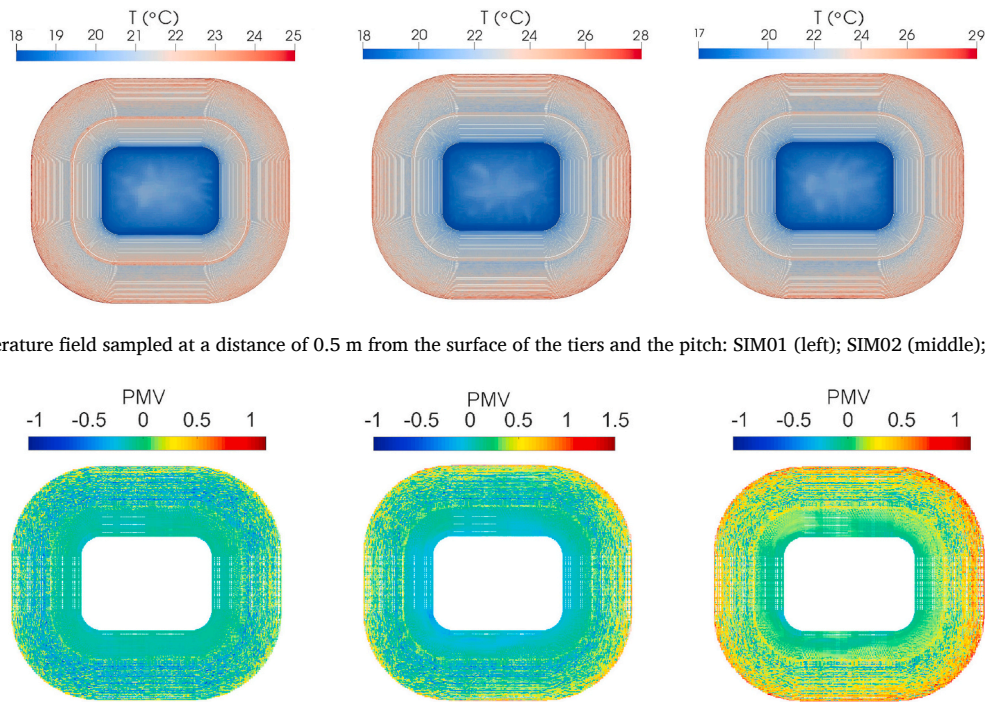 T (°C) T (°C) T (°C)
18 19 20 21 22 23 24 25 18 20 22 24 26 28 17 20 22 24 26 29
erature field sampled at a distance of 0.5 m from the surface of the tiers and the pitch: SIM01 (left); SIM02 (middle);
PMV PMV PMV
-1 -0.5 0 0.5 1 -1 -0.5 0 0.5 1 1.5 -1 -0.5 0 0.5 1